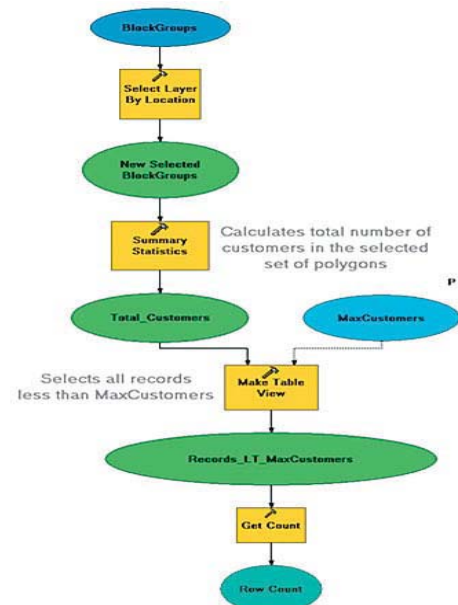 BlockGroups
Select Layer
By Location
New Selected
BlockGroups
Summary
Statistics
Calculates total number of
customers in the selected
set of polygons
P
Total_Customers
MaxCustomers
Selects all records
less than MaxCustomers
Make Table
View
Records_LT_MaxCustomers
Get Count
Row Count